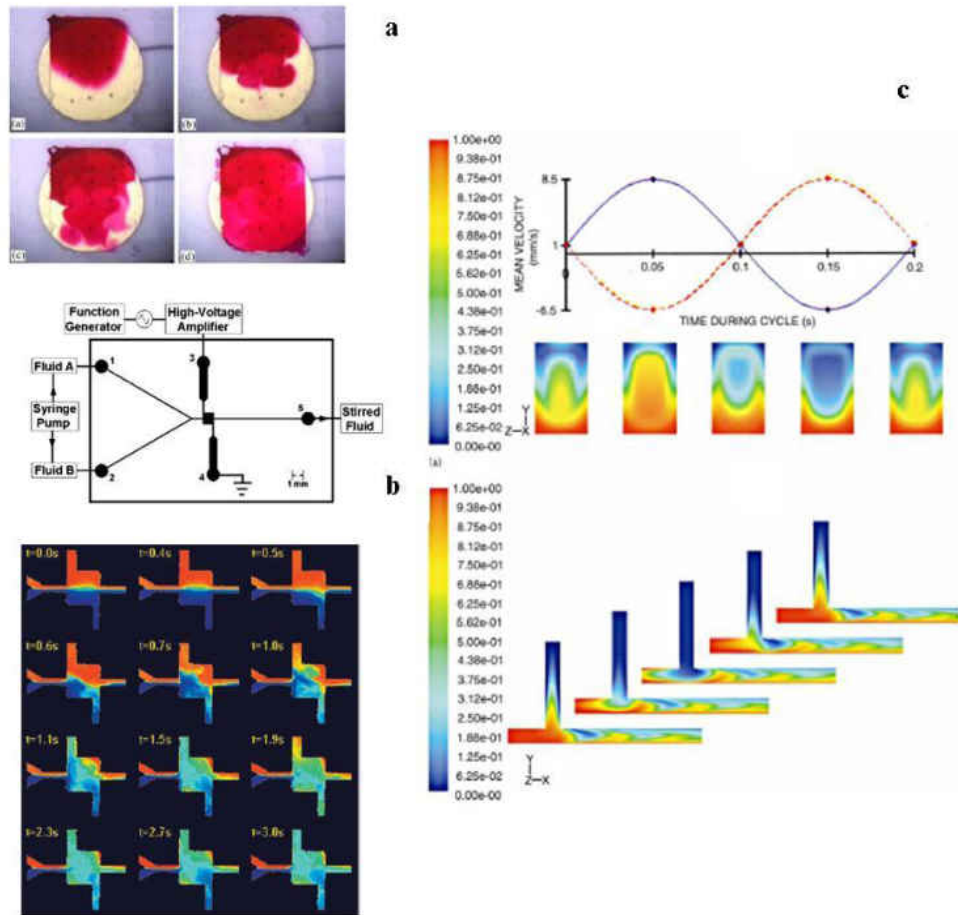 a
(a)
(b)
(c)
(d)
Function
Generator
High-Voltage
Amplifier
Fluid A
Syringe
Pump
Fluid B
1
2
3
4
5
Stirred
Fluid
1 mm
b
t=0.0s
t=0.4s
t=0.5s
t=0.6s
t=0.7s
t=1.0s
t=1.1s
t=1.5s
t=1.9s
t=2.3s
t=2.7s
t=3.0s
c
1.00e+00
9.38e-01
8.75e-01
8.12e-01
7.50e-01
6.88e-01
6.25e-01
5.62e-01
5.00e-01
4.38e-01
3.75e-01
3.12e-01
2.50e-01
1.88e-01
1.25e-01
6.25e-02
0.00e+00
MEAN VELOCITY
(mm/s)
8.5
1
0
-6.5
0.05
0.1
0.15
0.2
TIME DURING CYCLE (s)
Y
Z
X
(a)
1.00e+00
9.38e-01
8.75e-01
8.12e-01
7.50e-01
6.88e-01
6.25e-01
5.62e-01
5.00e-01
4.38e-01
3.75e-01
3.12e-01
2.50e-01
1.88e-01
1.25e-01
6.25e-02
0.00e+00
Y
Z
X